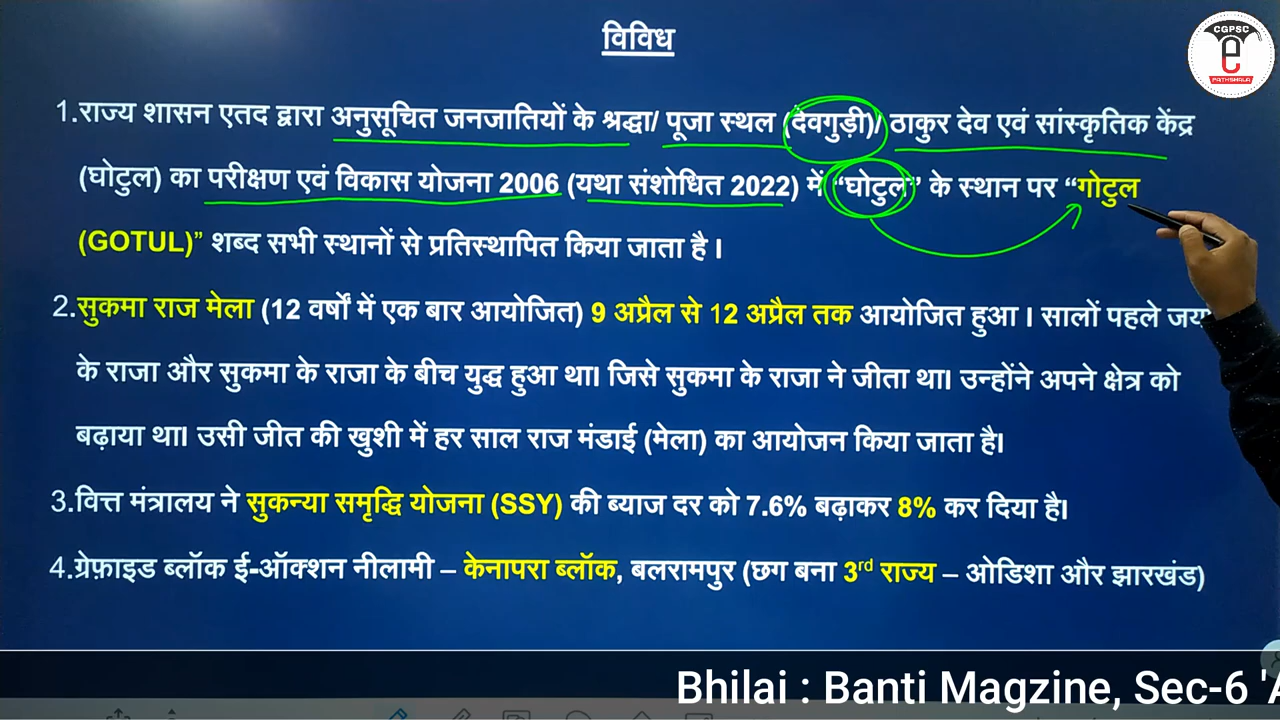 विविध
CGPSC
e
PATHSHALA
1.राज्य शासन एतद द्वारा अनुसूचित जनजातियों के श्रद्धा/ पूजा स्थल (देवगुड़ी)/ ठाकुर देव एवं सांस्कृतिक केंद्र
(घोटुल) का परीक्षण एवं विकास योजना 2006 (यथा संशोधित 2022) में “घोटुल” के स्थान पर “गोटुल
(GOTUL)” शब्द सभी स्थानों से प्रतिस्थापित किया जाता है ।
2.सुकमा राज मेला (12 वर्षों में एक बार आयोजित) 9 अप्रैल से 12 अप्रैल तक आयोजित हुआ । सालों पहले
के राजा और सुकमा के राजा के बीच युद्ध हुआ था। जिसे सुकमा के राजा ने जीता था। उन्होंने अपने क्षेत्र को
बढ़ाया था। उसी जीत की खुशी में हर साल राज मंडाई (मेला) का आयोजन किया जाता है।
3.वित्त मंत्रालय ने सुकन्या समृद्धि योजना (SSY) की ब्याज दर को 7.6% बढ़ाकर 8% कर दिया है।
4.ग्रेफ़ाइड ब्लॉक ई-ऑक्शन नीलामी – केनापरा ब्लॉक, बलरामपुर (छग बना 3rd राज्य – ओडिशा और झारखंड)
Bhilai : Banti Magzine, Sec-6